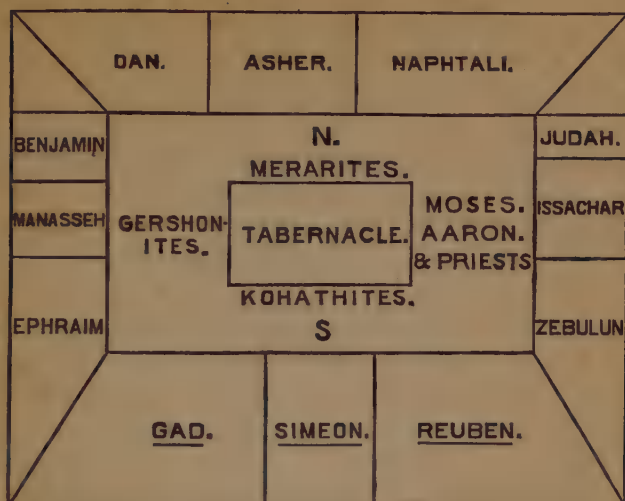 DAN.
ASHER.
NAPHTALI.
BENJAMIN
N.
JUDAH.
MERARITES.
MANASSEH
GERSHON-
ITES.
TABERNACLE.
MOSES.
AARON.
& PRIESTS
ISSACHAR
KOHATHITES.
EPHRAIM
S
ZEBULUN
GAD.
SIMEON.
REUBEN.